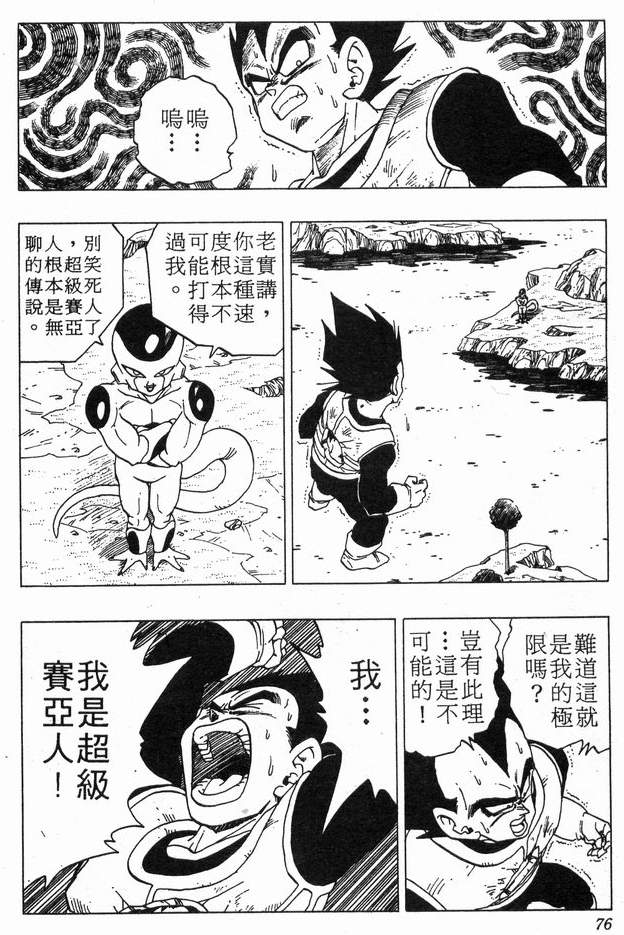 嗚…
嗚…
老實講，
你這種速
度根本不
可能打得
過我。
別笑死人了
，超級賽亞
人根本是無
聊的傳說。
難道這就
是我的極
限嗎？
豈有此理
…這是不
可能的！
我…
我是超級
賽亞人！
76